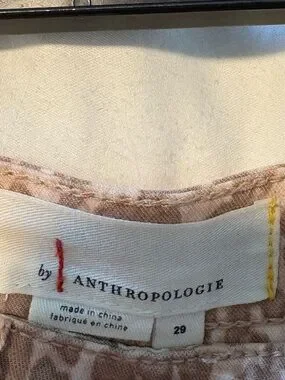 by ANTHROPOLOGIE
made in china
fabriqué en chine
29